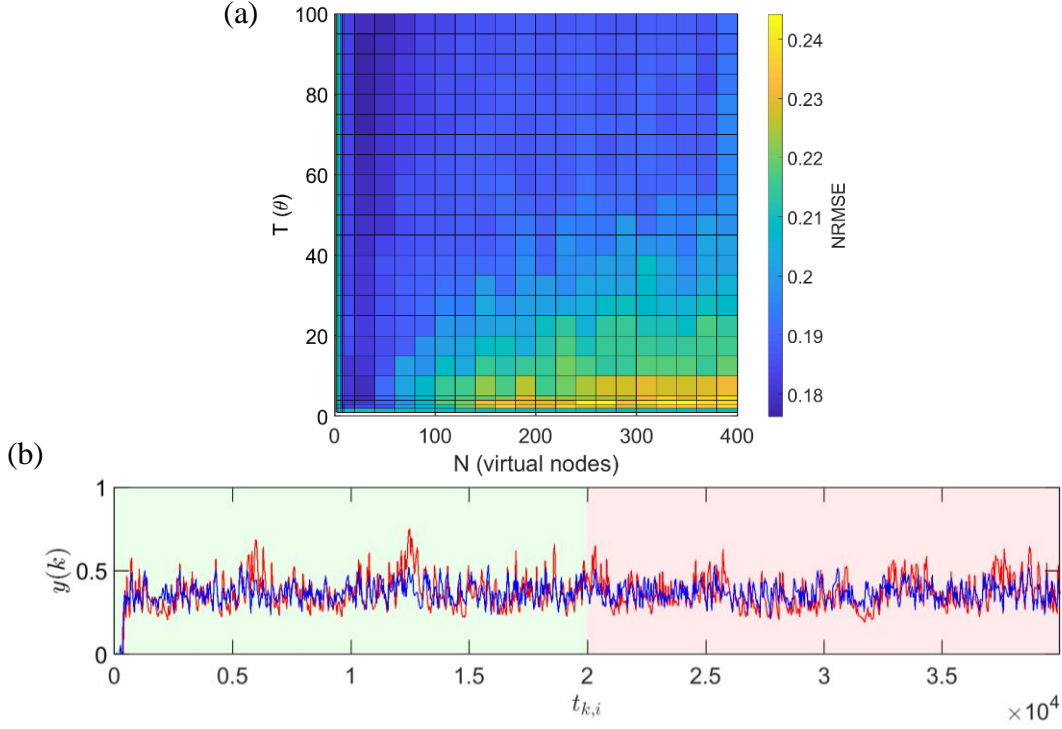 (a)
100
80
60
40
20
0
T (θ)
0 100 200 300 400
N (virtual nodes)
0.24
0.23
0.22
0.21
0.2
0.19
0.18
NRMSE
(b)
1
0.5
0
y(k)
0 0.5 1 1.5 2 2.5 3 3.5
t_{k,i}
×10^4